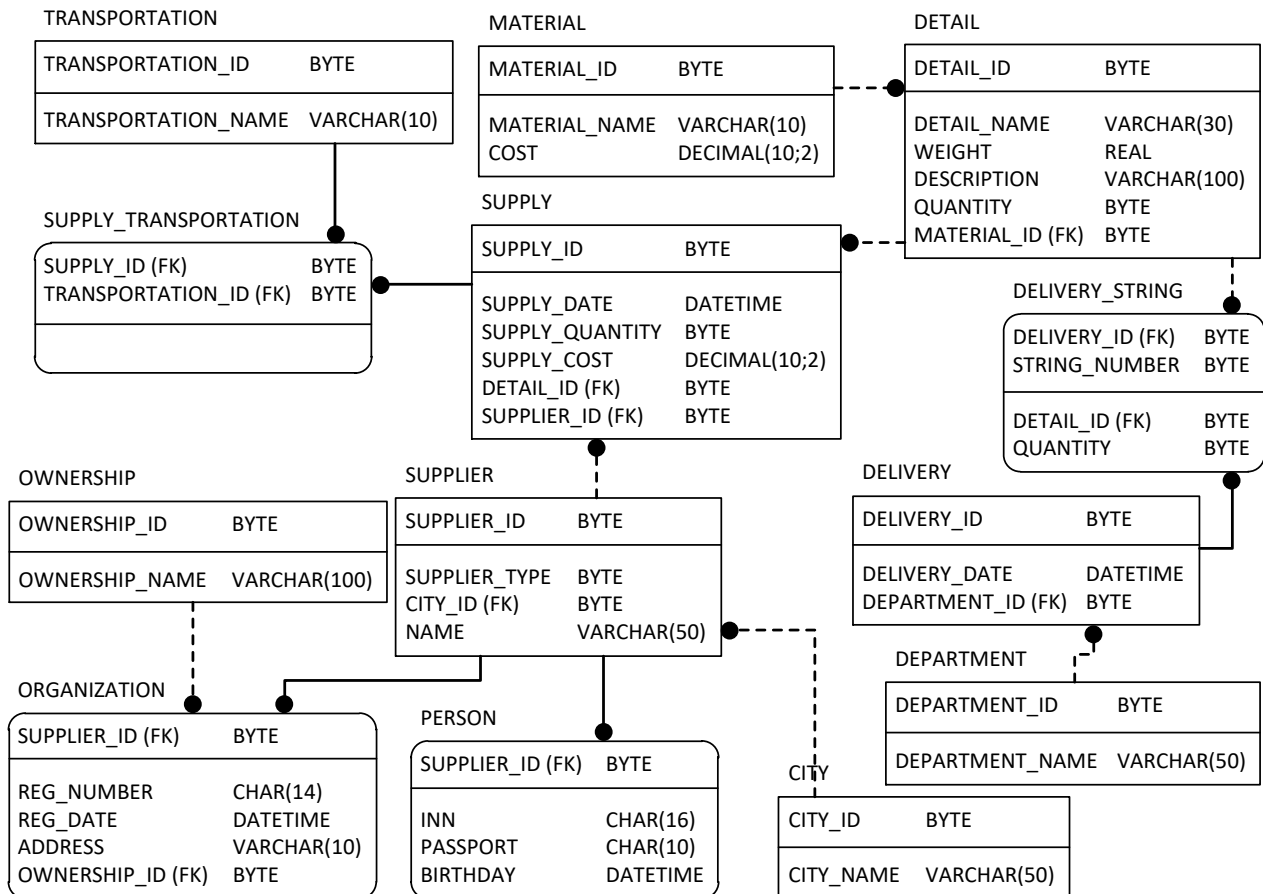 TRANSPORTATION
TRANSPORTATION_ID BYTE
TRANSPORTATION_NAME VARCHAR(10)
MATERIAL
MATERIAL_ID BYTE
MATERIAL_NAME VARCHAR(10)
COST DECIMAL(10;2)
DETAIL
DETAIL_ID BYTE
DETAIL_NAME VARCHAR(30)
WEIGHT REAL
DESCRIPTION VARCHAR(100)
QUANTITY BYTE
MATERIAL_ID (FK) BYTE
SUPPLY_TRANSPORTATION
SUPPLY_ID (FK) BYTE
TRANSPORTATION_ID (FK) BYTE
SUPPLY
SUPPLY_ID BYTE
SUPPLY_DATE DATETIME
SUPPLY_QUANTITY BYTE
SUPPLY_COST DECIMAL(10;2)
DETAIL_ID (FK) BYTE
SUPPLIER_ID (FK) BYTE
DELIVERY_STRING
DELIVERY_ID (FK) BYTE
STRING_NUMBER BYTE
DETAIL_ID (FK) BYTE
QUANTITY BYTE
OWNERSHIP
OWNERSHIP_ID BYTE
OWNERSHIP_NAME VARCHAR(100)
SUPPLIER
SUPPLIER_ID BYTE
SUPPLIER_TYPE BYTE
CITY_ID (FK) BYTE
NAME VARCHAR(50)
DELIVERY
DELIVERY_ID BYTE
DELIVERY_DATE DATETIME
DEPARTMENT_ID (FK) BYTE
ORGANIZATION
SUPPLIER_ID (FK) BYTE
REG_NUMBER CHAR(14)
REG_DATE DATETIME
ADDRESS VARCHAR(10)
OWNERSHIP_ID (FK) BYTE
PERSON
SUPPLIER_ID (FK) BYTE
INN CHAR(16)
PASSPORT CHAR(10)
BIRTHDAY DATETIME
DEPARTMENT
DEPARTMENT_ID BYTE
DEPARTMENT_NAME VARCHAR(50)
CITY
CITY_ID BYTE
CITY_NAME VARCHAR(50)